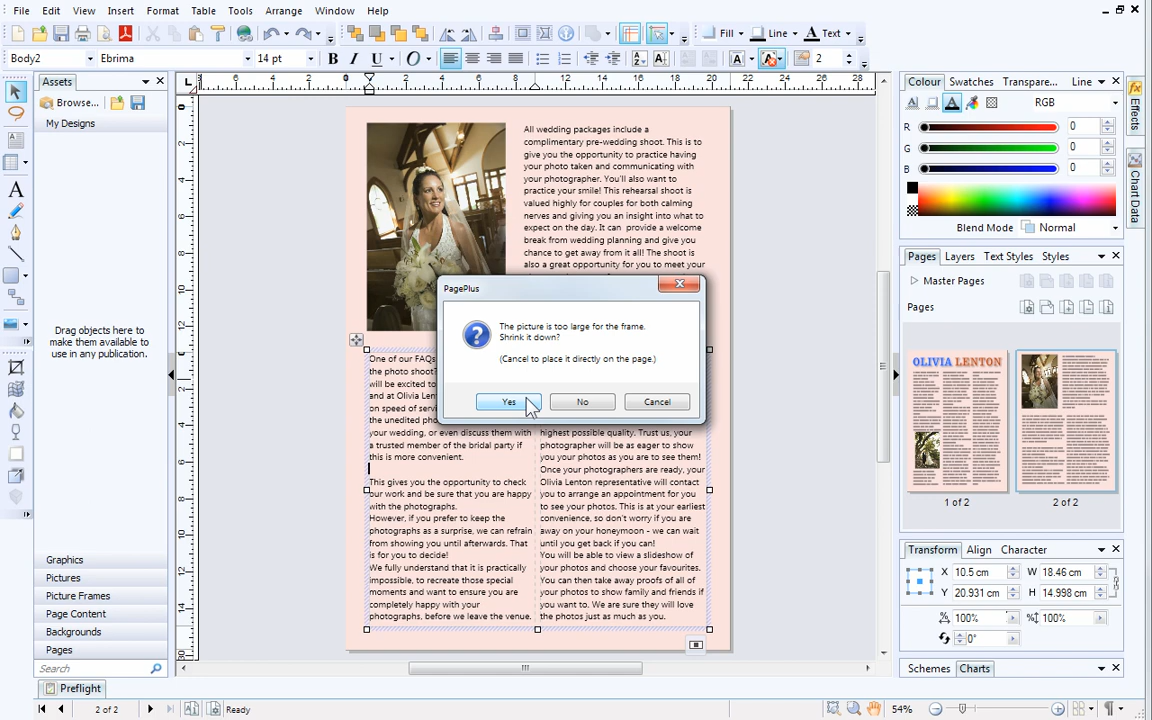 File Edit View Insert Format Table Tools Arrange Window Help
Fill Line Text
Body2 Ebrima 14 pt B I U O 2
Assets
Browse...
My Designs
Drag objects here to
make them available to
use in any publication.
Graphics
Pictures
Picture Frames
Page Content
Backgrounds
Pages
Search
Preflight
6 4 2 0 2 4 6 12 14 16 18 20 22 24 26 28
All wedding packages include a
complimentary pre-wedding shoot. This is to
give you the opportunity to practice having
your photo taken and communicating with
your photographer. You'll also want to
practice your smile! This rehearsal shoot is
valued highly for couples for both calming
nerves and giving you an insight into what to
expect on the day. It can provide a welcome
break from wedding planning and give you
chance to get away from it all! The shoot is
also a great opportunity for you to meet your
PagePlus
The picture is too large for the frame.
Shrink it down?
(Cancel to place it directly on the page.)
Yes No Cancel
One of our FAQs
the photo shoot?
will be excited to
and at Olivia Len
on speed of servi
the unedited pho
your wedding, or even discuss them with
a trusted member of the bridal party if
this is more convenient.
This gives you the opportunity to check
our work and be sure that you are happy
with the photographs.
However, if you prefer to keep the
photographs as a surprise, we can refrain
from showing you until afterwards. That
is for you to decide!
We fully understand that it is practically
impossible, to recreate those special
moments and want to ensure you are
completely happy with your
photographs, before we leave the venue.
highest possible quality. Trust us, your
photographer will be as eager to show
you your photos as you are to see them!
Once your photographers are ready, your
Olivia Lenton representative will contact
you to arrange an appointment for you
to see your photos. This is at your earliest
convenience, so don't worry if you are
away on your honeymoon - we can wait
until you get back if you can!
You will be able to view a slideshow of
your photos and choose your favourites.
You can then take away proofs of all of
your photos to show family and friends if
you want to. We are sure they will love
the photos just as much as you.
Colour Swatches Transpare... Line
RGB
R 0
G 0
B 0
Blend Mode Normal
Effects
Chart Data
Pages Layers Text Styles Styles
Master Pages
Pages
OLIVIA LENTON
1 of 2 2 of 2
Transform Align Character
X 10.5 cm W 18.46 cm
Y 20.931 cm H 14.998 cm
100% 100%
0°
Schemes Charts
2 of 2 Ready 54%